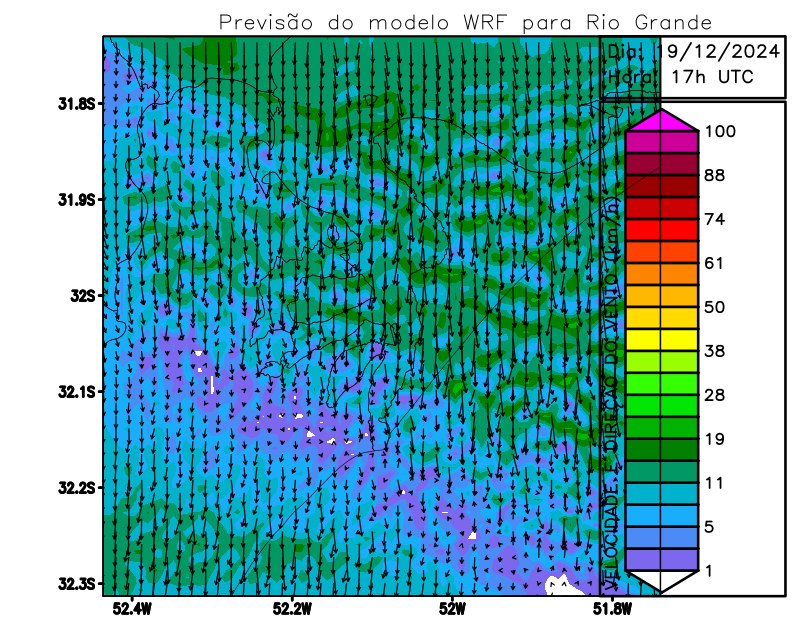 Previsão do modelo WRF para Rio Grande
Dia: 19/12/2024
Hora: 17h UTC
31.8S
31.9S
32S
32.1S
32.2S
32.3S
52.4W
52.2W
52W
51.8W
VELOCIDADE E DIREÇÃO DO VENTO (km/h)
100
88
74
61
50
38
28
19
11
5
1